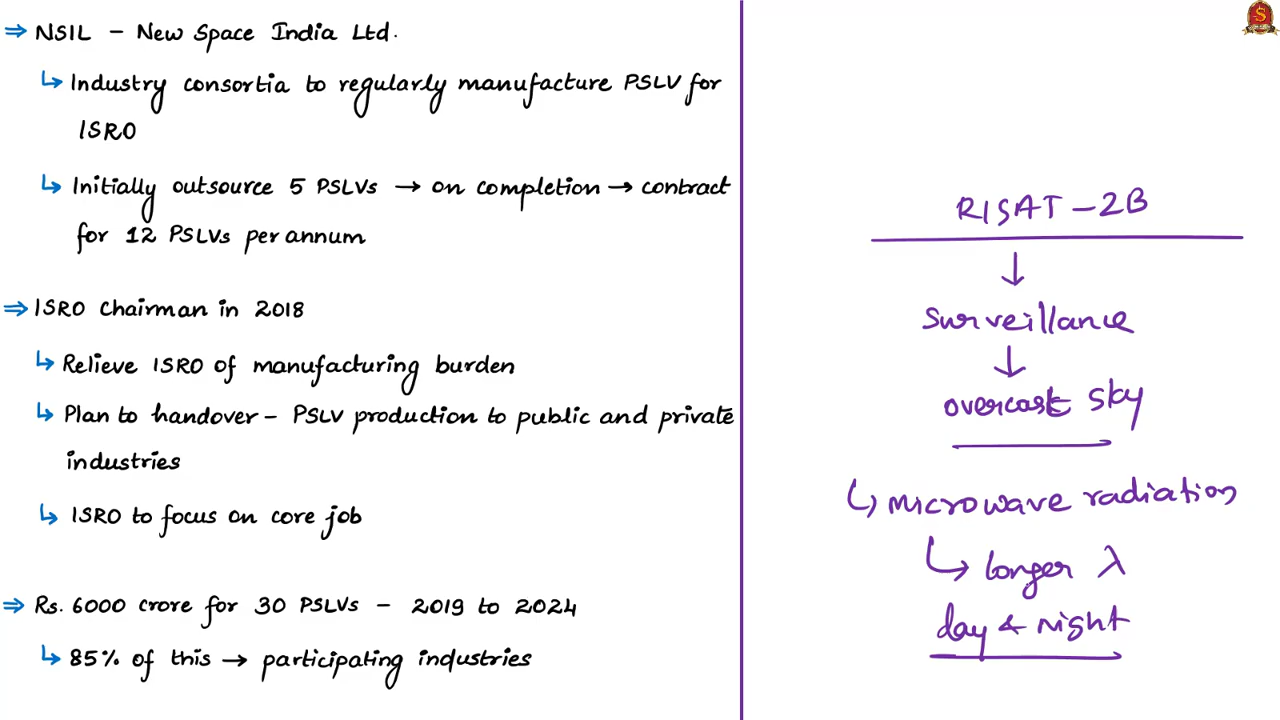 ⇒ NSIL – New Space India Ltd.
↳ Industry consortia to regularly manufacture PSLV for
ISRO
↳ Initially outsource 5 PSLVs → on completion → contract
for 12 PSLVs per annum
⇒ ISRO Chairman in 2018
↳ Relieve ISRO of manufacturing burden
↳ Plan to handover – PSLV production to public and private
industries
↳ ISRO to focus on core job
⇒ Rs. 6000 crore for 30 PSLVs – 2019 to 2024
↳ 85% of this → participating industries
RISAT – 2B
↓
Surveillance
↓
overcast sky
↳ microwave radiation
↳ longer λ
day & night